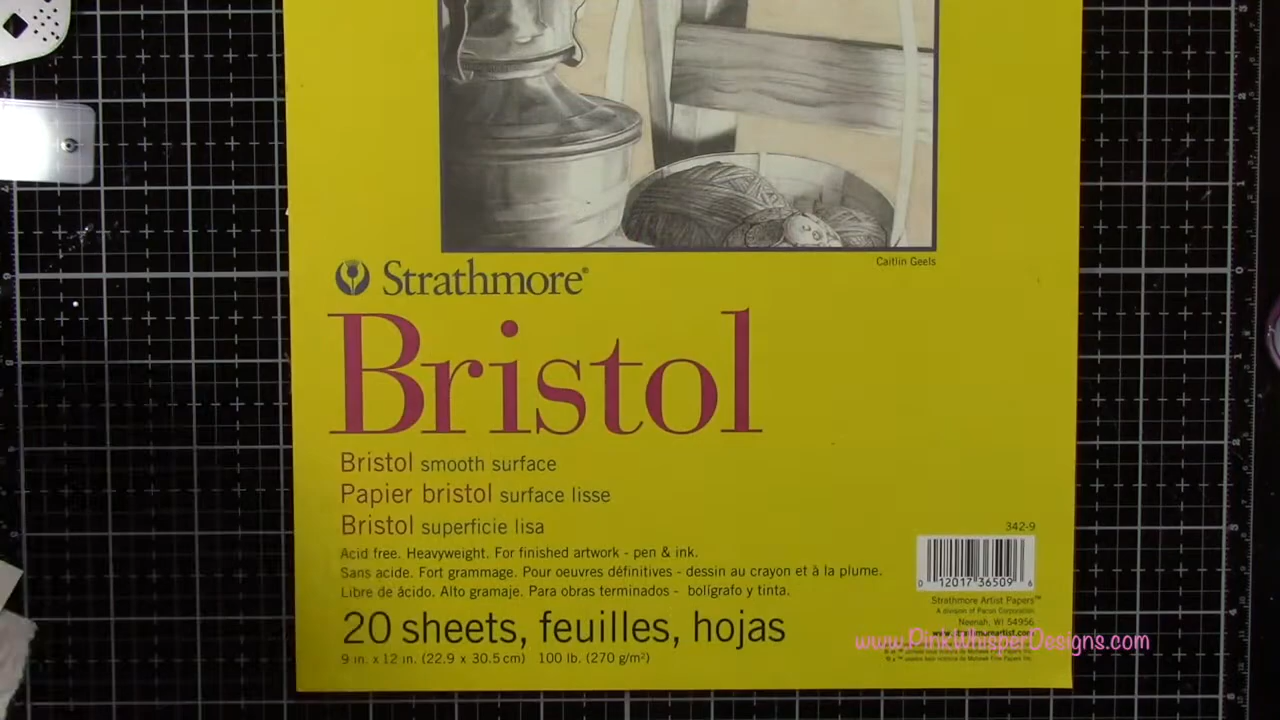 Caitlin Geels
Strathmore®
Bristol
Bristol smooth surface
Papier bristol surface lisse
Bristol superficie lisa
342-9
Acid free. Heavyweight. For finished artwork - pen & ink.
Sans acide. Fort grammage. Pour oeuvres définitives - dessin au crayon et à la plume.
Libre de ácido. Alto gramaje. Para obras terminados - bolígrafo y tinta.
0 12017 36509 6
Strathmore Artist Papers™
A division of Pacon Corporation
Neenah, WI 54956
20 sheets, feuilles, hojas
www.PinkWhisperDesigns.com
9 in. x 12 in. (22.9 x 30.5 cm) 100 lb. (270 g/m²)